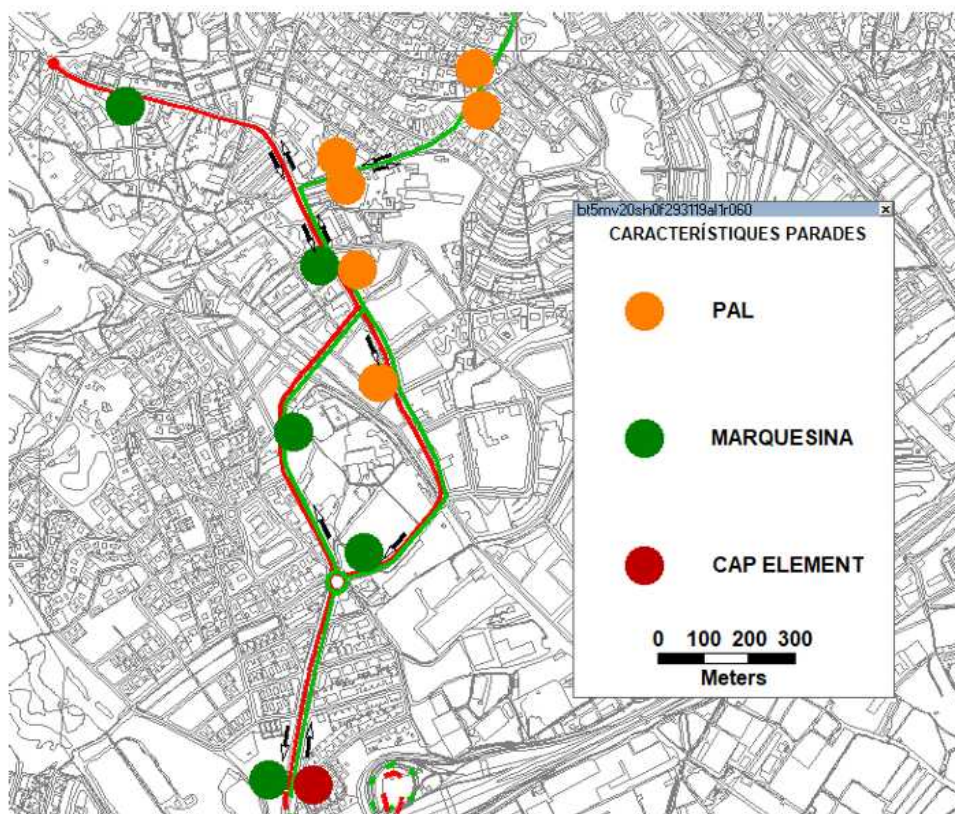 bt5mv20sh0f293119al1r060
CARACTERÍSTIQUES PARADES
PAL
MARQUESINA
CAP ELEMENT
0 100 200 300
Meters